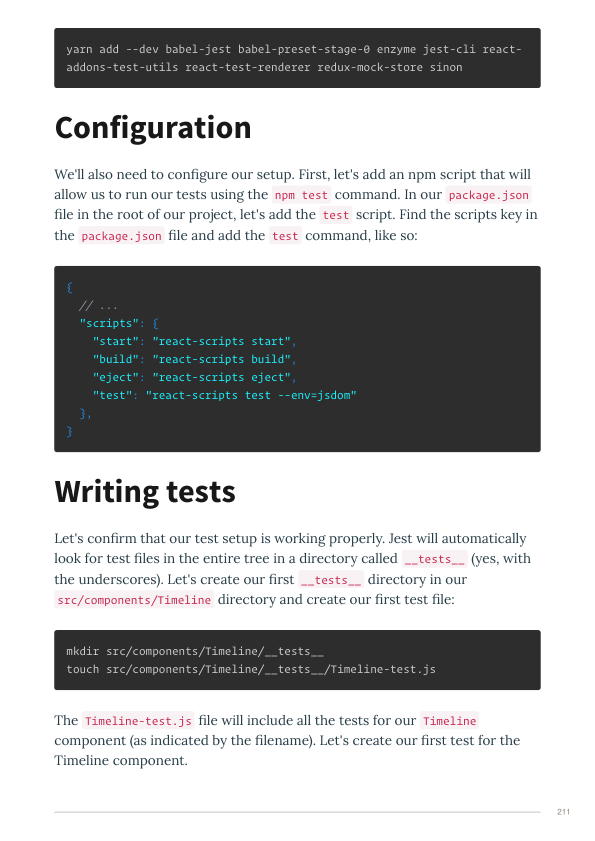 yarn add --dev babel-jest babel-preset-stage-0 enzyme jest-cli react-
addons-test-utils react-test-renderer redux-mock-store sinon
Configuration
We'll also need to configure our setup. First, let's add an npm script that will
allow us to run our tests using the npm test command. In our package.json
file in the root of our project, let's add the test script. Find the scripts key in
the package.json file and add the test command, like so:
{
  // ...
  "scripts": {
    "start": "react-scripts start",
    "build": "react-scripts build",
    "eject": "react-scripts eject",
    "test": "react-scripts test --env=jsdom"
  },
}
Writing tests
Let's confirm that our test setup is working properly. Jest will automatically
look for test files in the entire tree in a directory called __tests__ (yes, with
the underscores). Let's create our first __tests__ directory in our
src/components/Timeline directory and create our first test file:
mkdir src/components/Timeline/__tests__
touch src/components/Timeline/__tests__/Timeline-test.js
The Timeline-test.js file will include all the tests for our Timeline
component (as indicated by the filename). Let's create our first test for the
Timeline component.
211